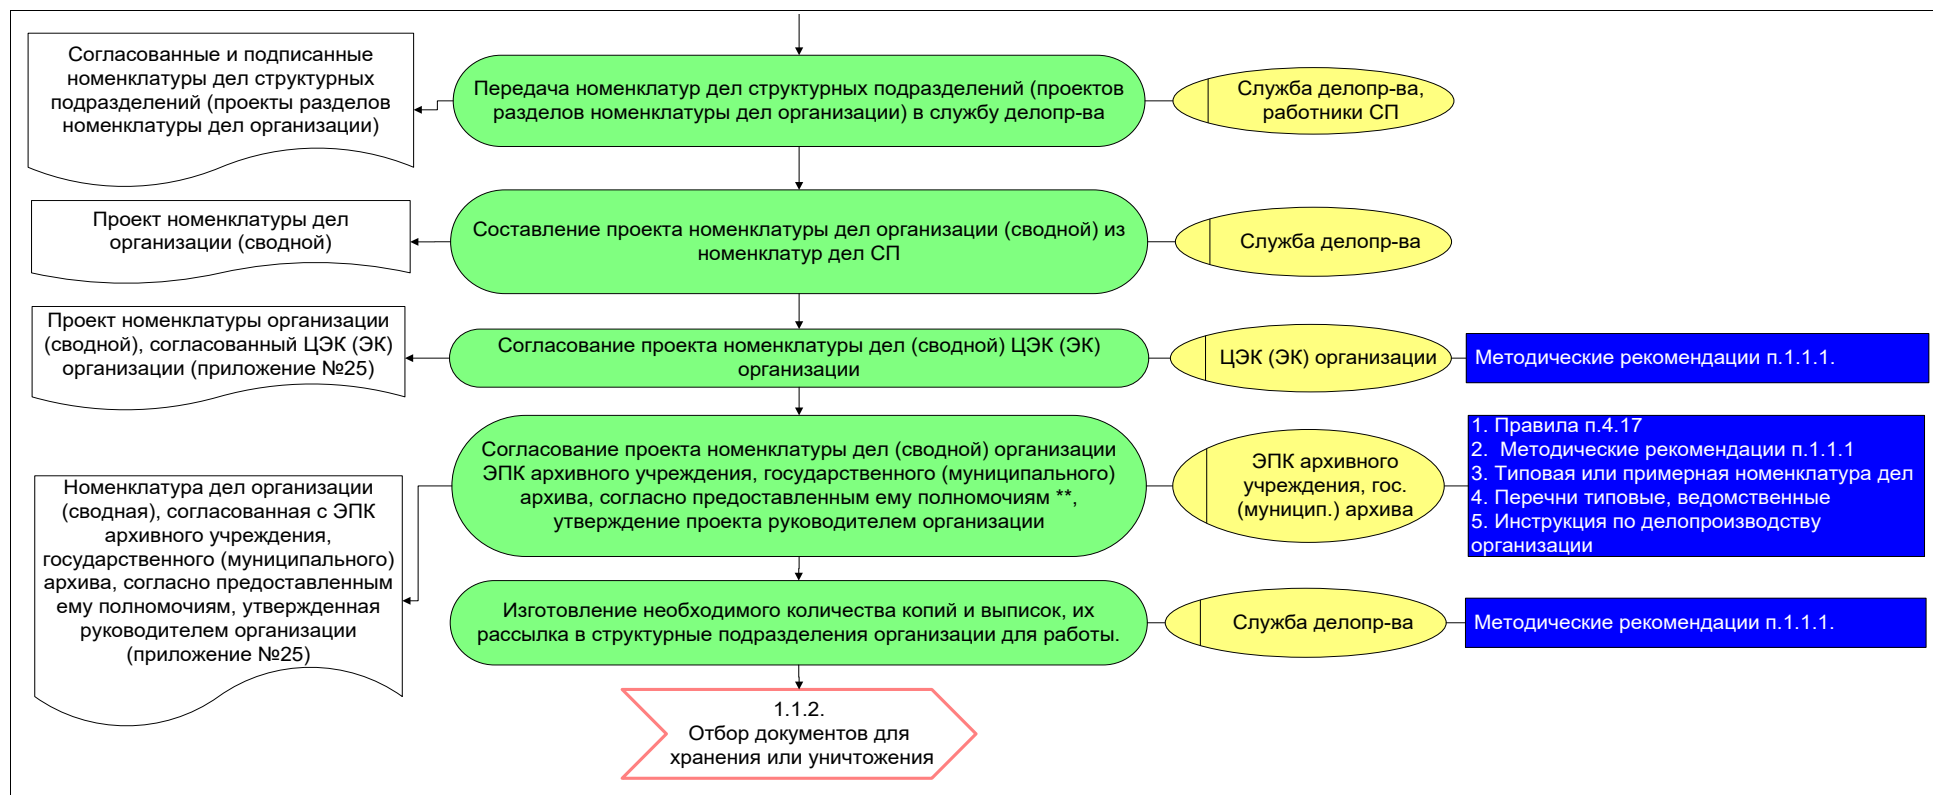 Согласованные и подписанные
номенклатуры дел структурных
подразделений (проекты разделов
номенклатуры дел организации)
Передача номенклатур дел структурных подразделений (проектов
разделов номенклатуры дел организации) в службу делопр-ва
Служба делопр-ва,
работники СП
Проект номенклатуры дел
организации (сводной)
Составление проекта номенклатуры дел организации (сводной) из
номенклатур дел СП
Служба делопр-ва
Проект номенклатуры организации
(сводной), согласованный ЦЭК (ЭК)
организации (приложение №25)
Согласование проекта номенклатуры дел (сводной) ЦЭК (ЭК)
организации
ЦЭК (ЭК) организации
Методические рекомендации п.1.1.1.
Номенклатура дел организации
(сводная), согласованная с ЭПК
архивного учреждения,
государственного (муниципального)
архива, согласно предоставленным
ему полномочиям, утвержденная
руководителем организации
(приложение №25)
Согласование проекта номенклатуры дел (сводной) организации
ЭПК архивного учреждения, государственного (муниципального)
архива, согласно предоставленным ему полномочиям **,
утверждение проекта руководителем организации
ЭПК архивного
учреждения, гос.
(муницип.) архива
1. Правила п.4.17
2.  Методические рекомендации п.1.1.1
3. Типовая или примерная номенклатура дел
4. Перечни типовые, ведомственные
5. Инструкция по делопроизводству
организации
Изготовление необходимого количества копий и выписок, их
рассылка в структурные подразделения организации для работы.
Служба делопр-ва
Методические рекомендации п.1.1.1.
1.1.2.
Отбор документов для
хранения или уничтожения